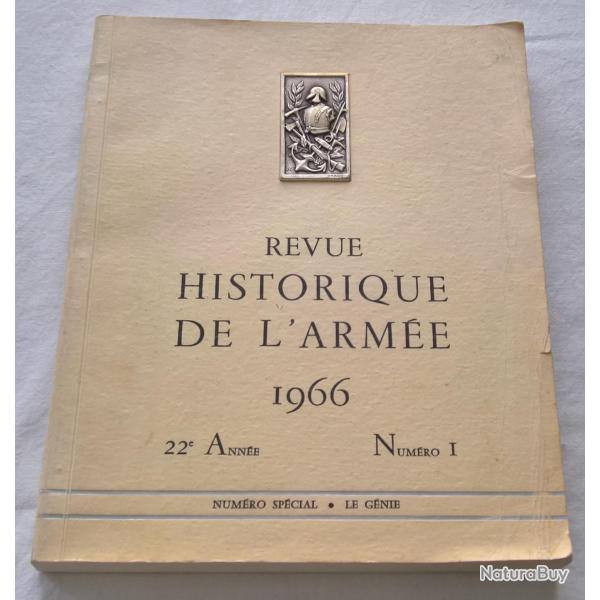 REVUE
HISTORIQUE
DE L'ARMÉE
1966
22e ANNÉE NUMÉRO I
NUMÉRO SPÉCIAL • LE GÉNIE
NaturaBuy